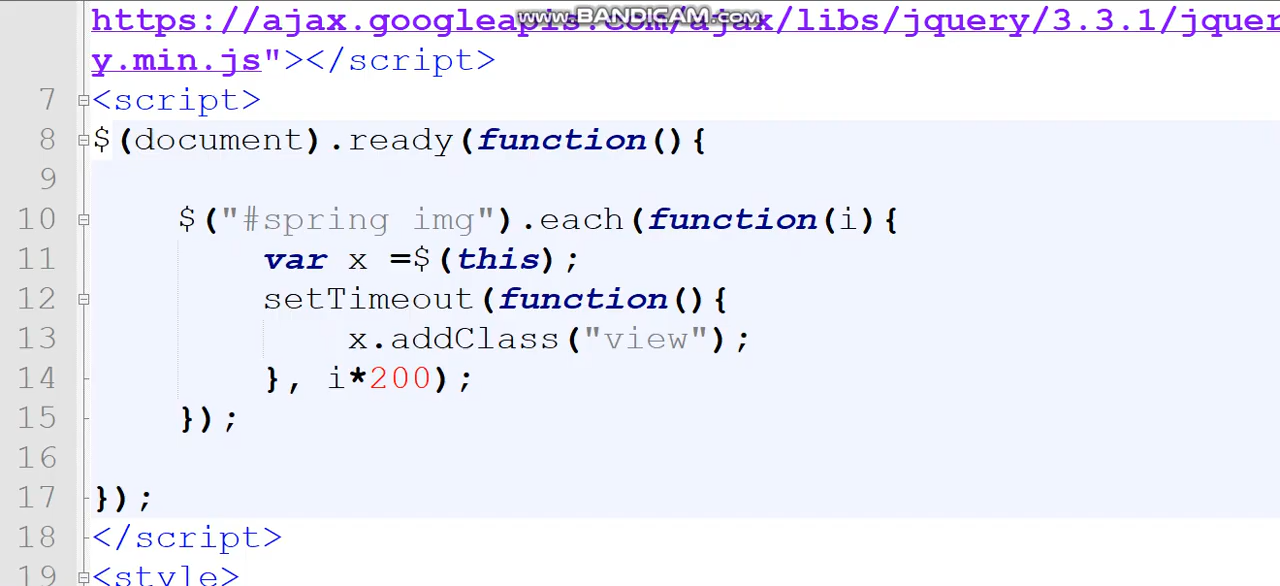 https://ajax.googleapis.com/ajax/libs/jquery/3.3.1/jquer
www.BANDICAM.com
y.min.js"></script>
7 <script>
8 $(document).ready(function(){
9
10 $("#spring img").each(function(i){
11 var x =$(this);
12 setTimeout(function(){
13 x.addClass("view");
14 }, i*200);
15 });
16
17 });
18 </script>
19 <style>